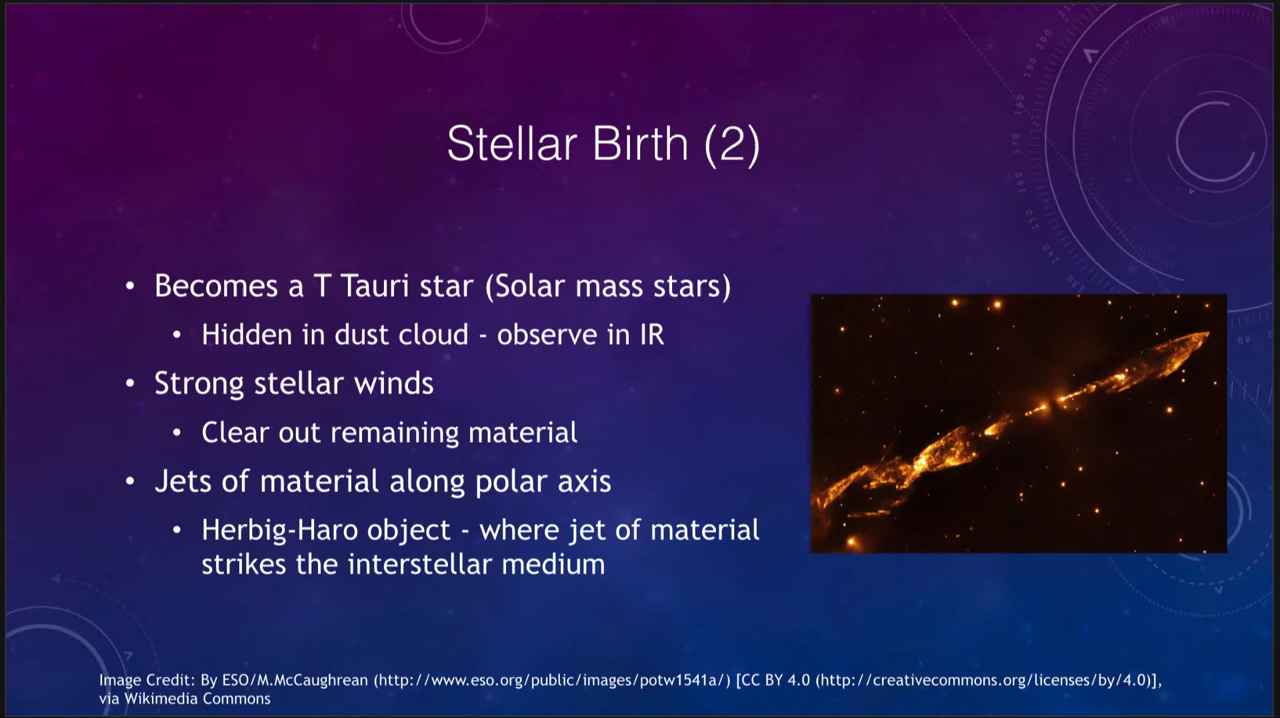 Stellar Birth (2)
• Becomes a T Tauri star (Solar mass stars)
• Hidden in dust cloud - observe in IR
• Strong stellar winds
• Clear out remaining material
• Jets of material along polar axis
• Herbig-Haro object - where jet of material
strikes the interstellar medium
Image Credit: By ESO/M.McCaughrean (http://www.eso.org/public/images/potw1541a/) [CC BY 4.0 (http://creativecommons.org/licenses/by/4.0)],
via Wikimedia Commons